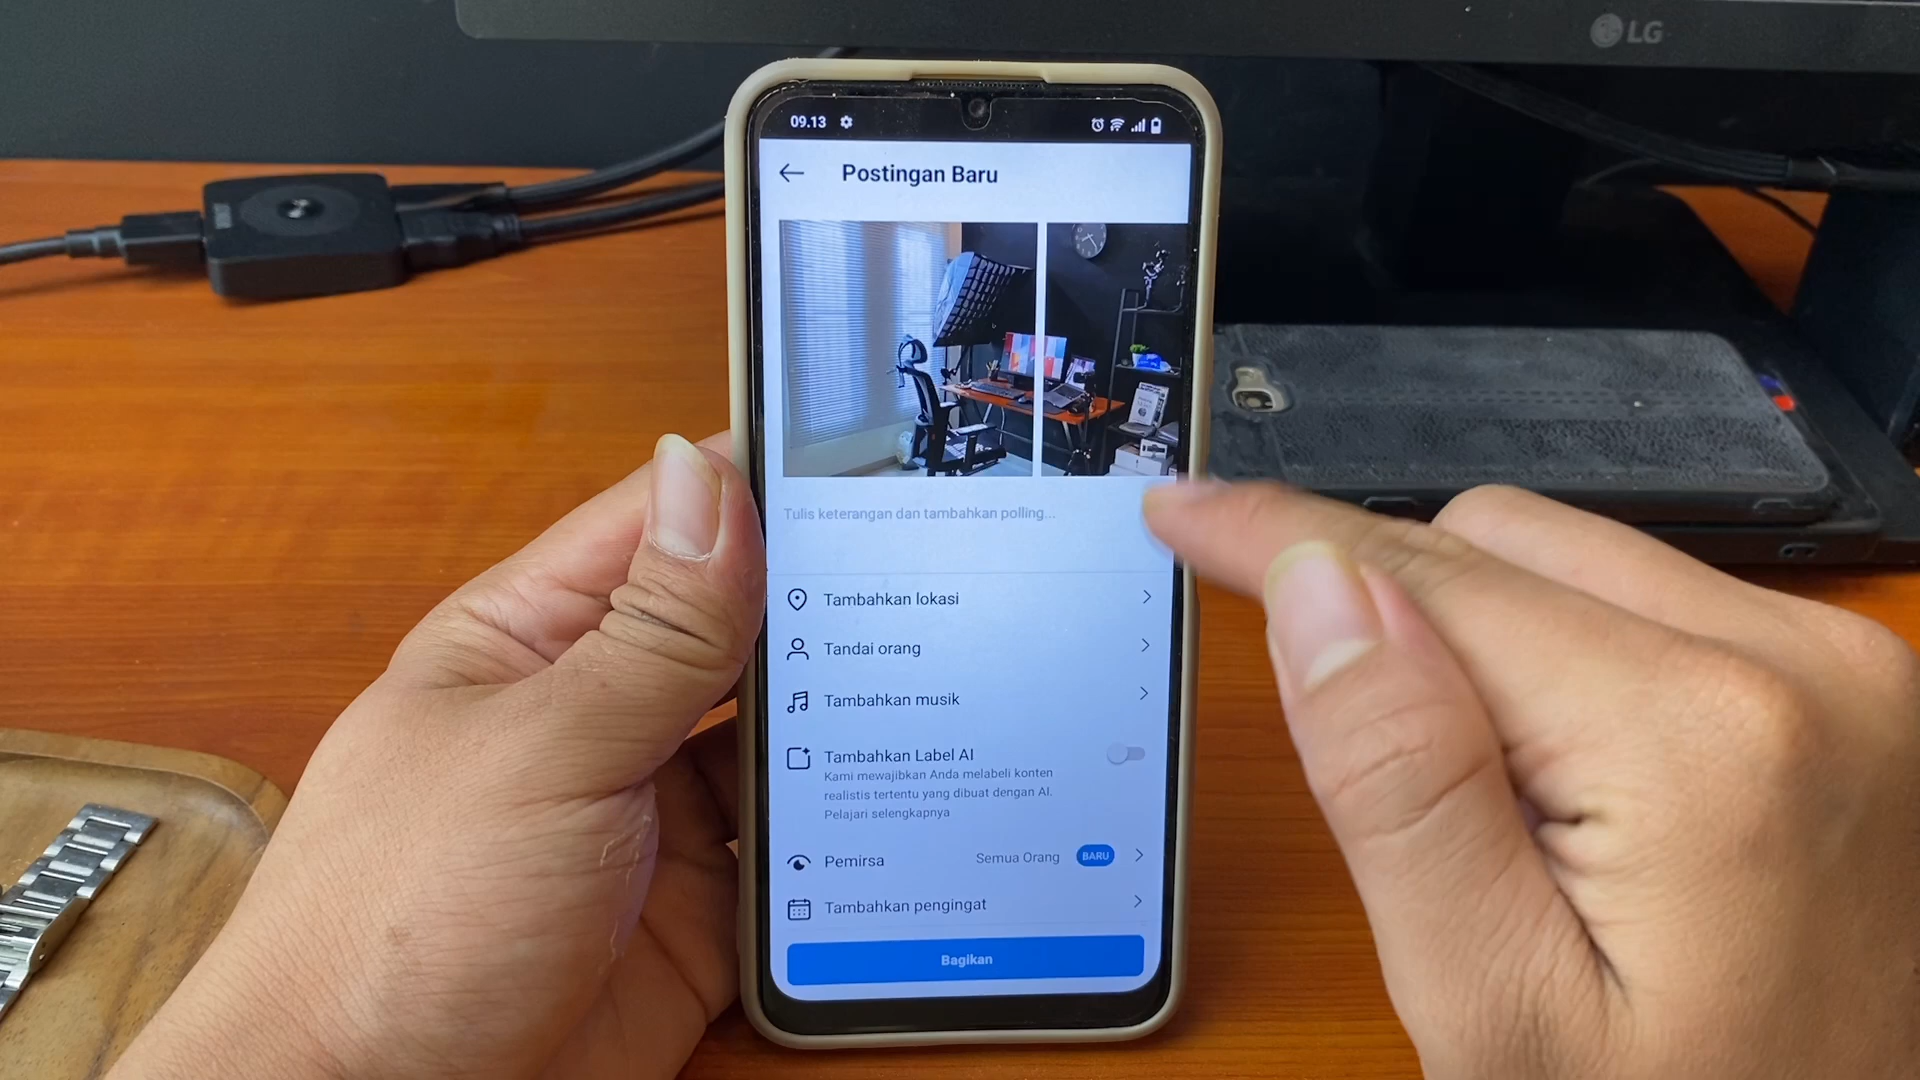 LG
09.13
Postingan Baru
Tulis keterangan dan tambahkan polling...
Tambahkan lokasi
Tandai orang
Tambahkan musik
Tambahkan Label AI
Kami mewajibkan Anda melabeli konten
realistis tertentu yang dibuat dengan AI.
Pelajari selengkapnya
Pemirsa Semua Orang BARU
Tambahkan pengingat
Bagikan